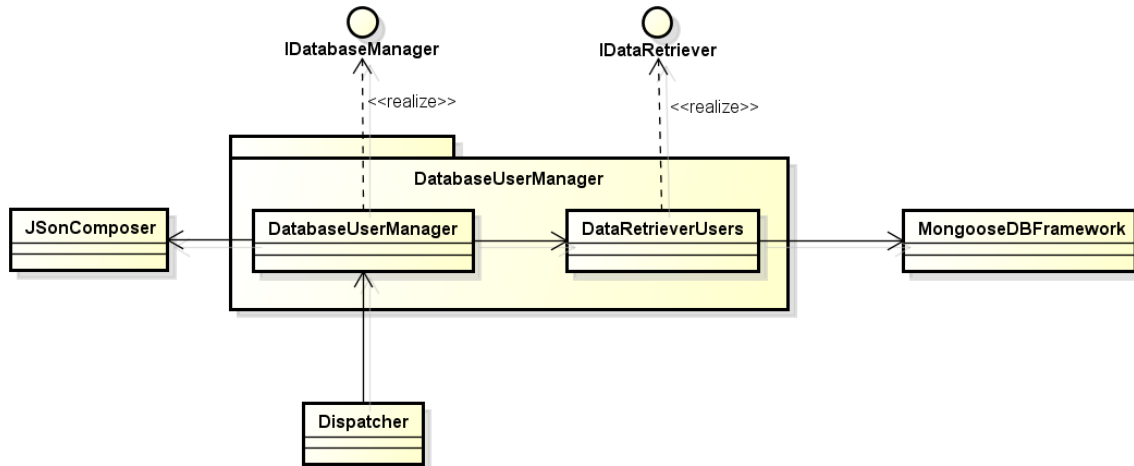 IDatabaseManager
IDataRetriever
<<realize>>
<<realize>>
DatabaseUserManager
JSonComposer
DatabaseUserManager
DataRetrieverUsers
MongooseDBFramework
Dispatcher